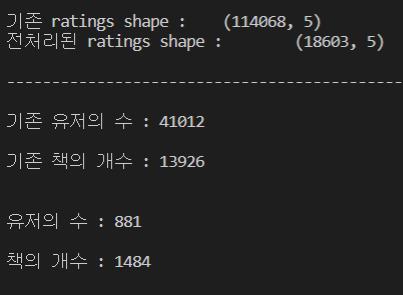 기존 ratings shape :    (114068, 5)
전처리된 ratings shape :        (18603, 5)
--------------------------------------------
기존 유저의 수 : 41012
기존 책의 개수 : 13926
유저의 수 : 881
책의 개수 : 1484